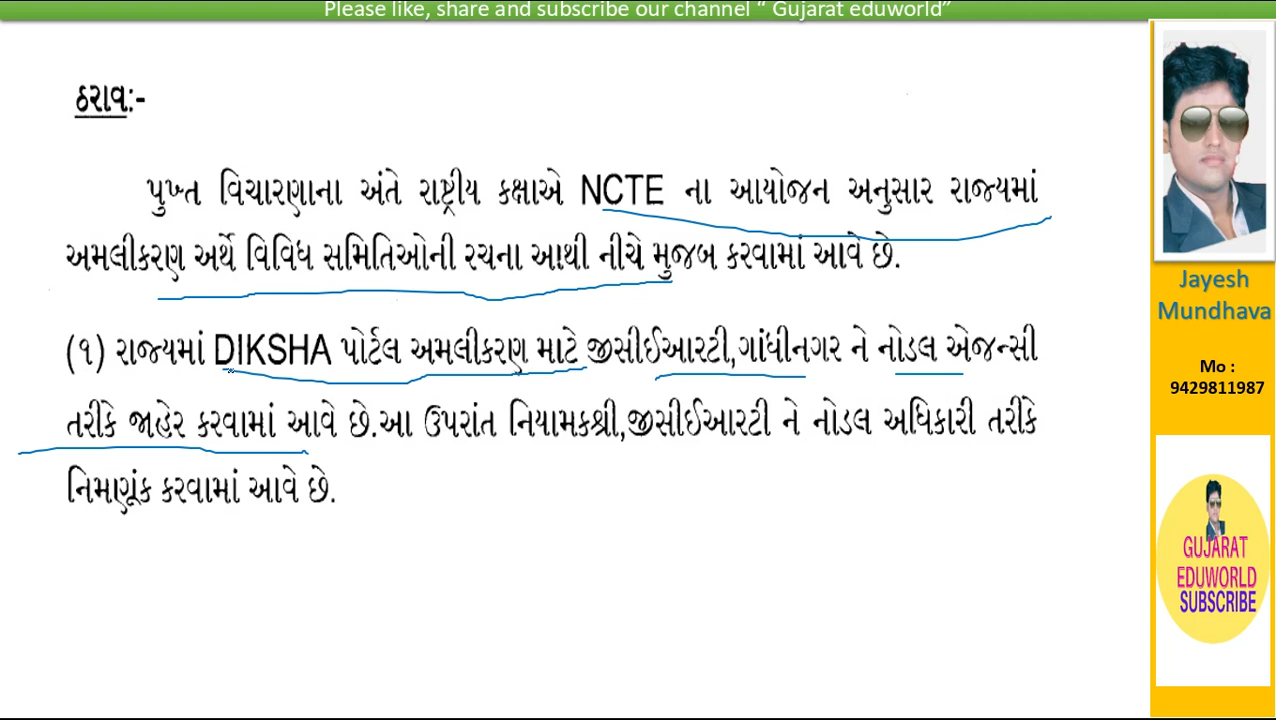 Please like, share and subscribe our channel “ Gujarat eduworld”
ઠરાવ:-
પુખ્ત વિચારણાના અંતે રાષ્ટ્રીય કક્ષાએ NCTE ના આયોજન અનુસાર રાજ્યમાં
અમલીકરણ અર્થે વિવિધ સમિતિઓની રચના આથી નીચે મુજબ કરવામાં આવે છે.
(૧) રાજ્યમાં DIKSHA પોર્ટલ અમલીકરણ માટે જીસીઈઆરટી,ગાંધીનગર ને નોડલ એજન્સી
તરીકે જાહેર કરવામાં આવે છે.આ ઉપરાંત નિયામકશ્રી,જીસીઈઆરટી ને નોડલ અધિકારી તરીકે
નિમણૂંક કરવામાં આવે છે.
Jayesh
Mundhava
Mo :
9429811987
GUJARAT
EDUWORLD
SUBSCRIBE